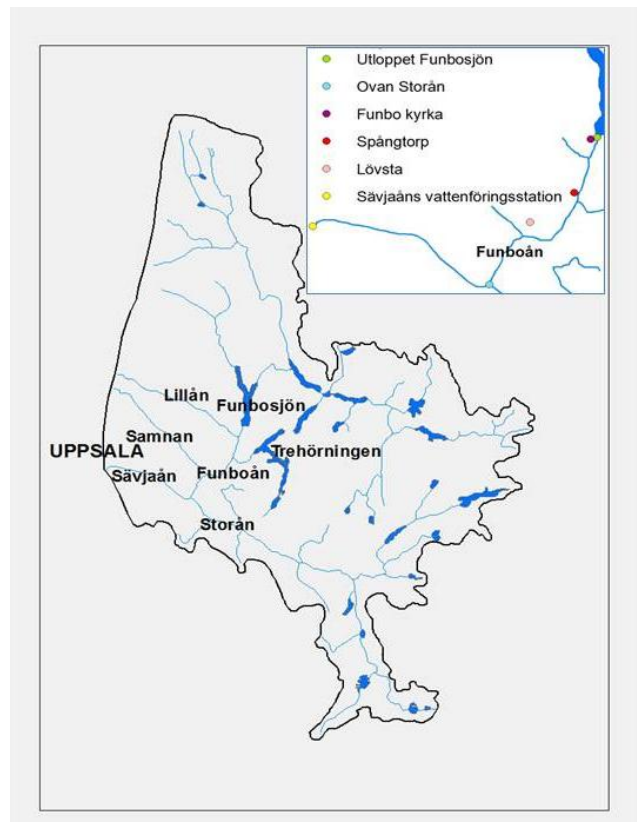 Utloppet Funbosjön
Ovan Storån
Funbo kyrka
Spångtorp
Lövsta
Sävjaåns vattenföringsstation
Funboån
Lillån
Funbosjön
Samnan
UPPSALA
Trehörningen
Sävjaån
Funboån
Storån